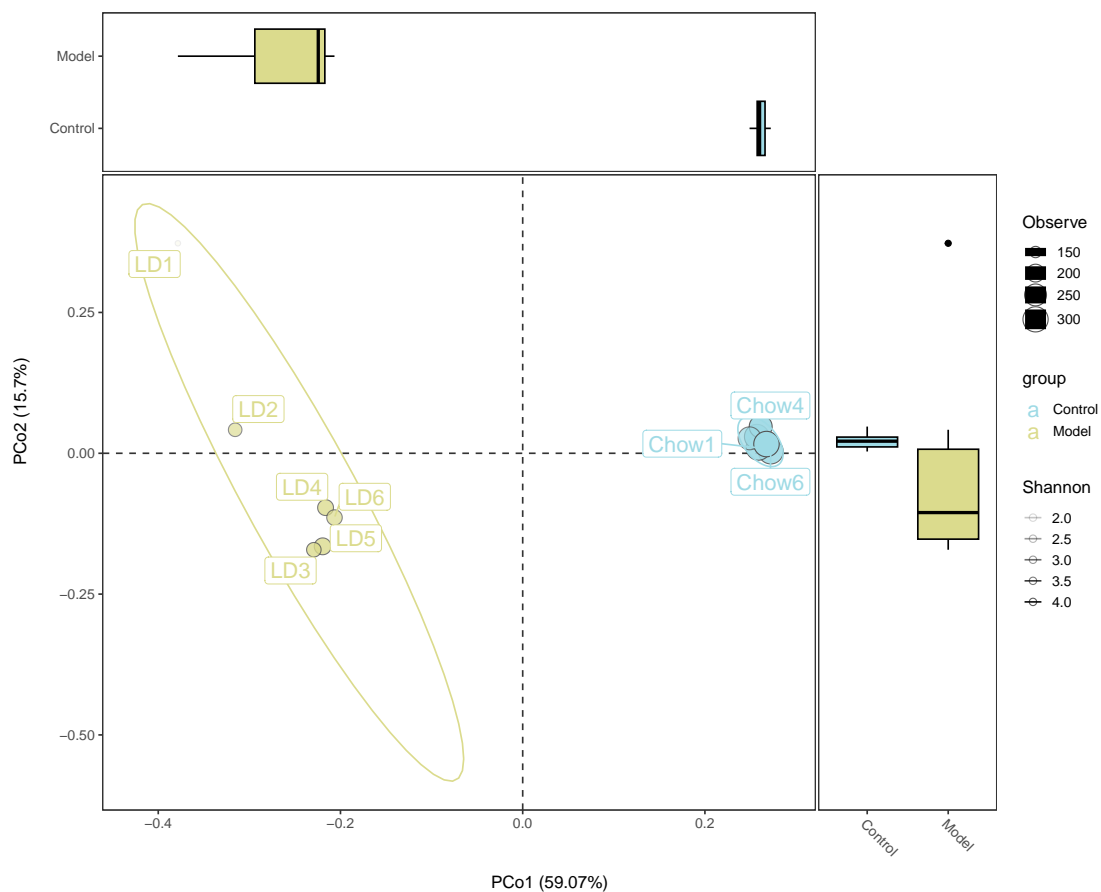 Model
Control
LD1
LD2
LD4
LD6
LD5
LD3
Chow4
Chow1
Chow6
0.25
0.00
−0.25
−0.50
PCo2 (15.7%)
−0.4
−0.2
0.0
0.2
PCo1 (59.07%)
Control
Model
Observe
150
200
250
300
group
a Control
a Model
Shannon
2.0
2.5
3.0
3.5
4.0